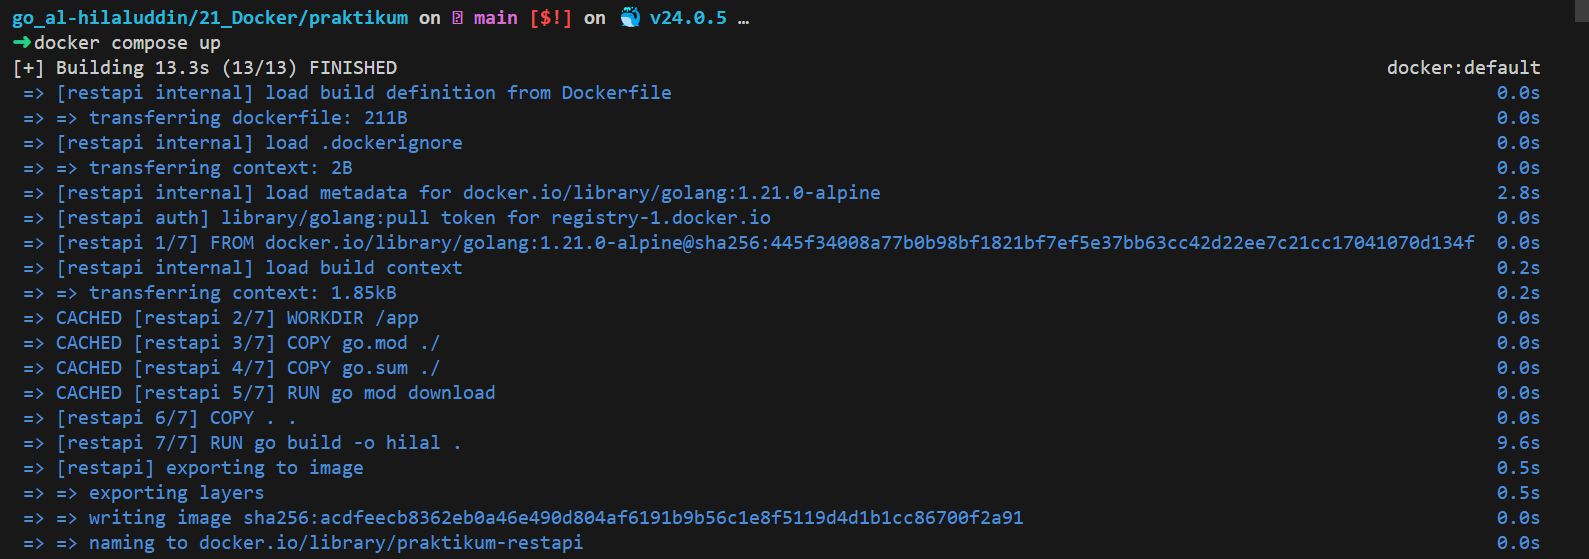 go_al-hilaluddin/21_Docker/praktikum on main [$!] on 🐳 v24.0.5 …
➜docker compose up
[+] Building 13.3s (13/13) FINISHED docker:default
=> [restapi internal] load build definition from Dockerfile 0.0s
=> => transferring dockerfile: 211B 0.0s
=> [restapi internal] load .dockerignore 0.0s
=> => transferring context: 2B 0.0s
=> [restapi internal] load metadata for docker.io/library/golang:1.21.0-alpine 2.8s
=> [restapi auth] library/golang:pull token for registry-1.docker.io 0.0s
=> [restapi 1/7] FROM docker.io/library/golang:1.21.0-alpine@sha256:445f34008a77b0b98bf1821bf7ef5e37bb63cc42d22ee7c21cc17041070d134f 0.0s
=> [restapi internal] load build context 0.2s
=> => transferring context: 1.85kB 0.2s
=> CACHED [restapi 2/7] WORKDIR /app 0.0s
=> CACHED [restapi 3/7] COPY go.mod ./ 0.0s
=> CACHED [restapi 4/7] COPY go.sum ./ 0.0s
=> CACHED [restapi 5/7] RUN go mod download 0.0s
=> [restapi 6/7] COPY . . 0.0s
=> [restapi 7/7] RUN go build -o hilal . 9.6s
=> [restapi] exporting to image 0.5s
=> => exporting layers 0.5s
=> => writing image sha256:acdfeecb8362eb0a46e490d804af6191b9b56c1e8f5119d4d1b1cc86700f2a91 0.0s
=> => naming to docker.io/library/praktikum-restapi 0.0s